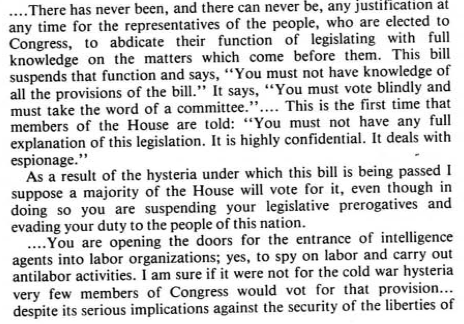 ....There has never been, and there can never be, any justification at
any time for the representatives of the people, who are elected to
Congress, to abdicate their function of legislating with full
knowledge on the matters which come before them. This bill
suspends that function and says, “You must not have knowledge of
all the provisions of the bill.” It says, “You must vote blindly and
must take the word of a committee.”.... This is the first time that
members of the House are told: “You must not have any full
explanation of this legislation. It is highly confidential. It deals with
espionage.”
As a result of the hysteria under which this bill is being passed I
suppose a majority of the House will vote for it, even though in
doing so you are suspending your legislative prerogatives and
evading your duty to the people of this nation.
....You are opening the doors for the entrance of intelligence
agents into labor organizations; yes, to spy on labor and carry out
antilabor activities. I am sure if it were not for the cold war hysteria
very few members of Congress would vot for that provision...
despite its serious implications against the security of the liberties of